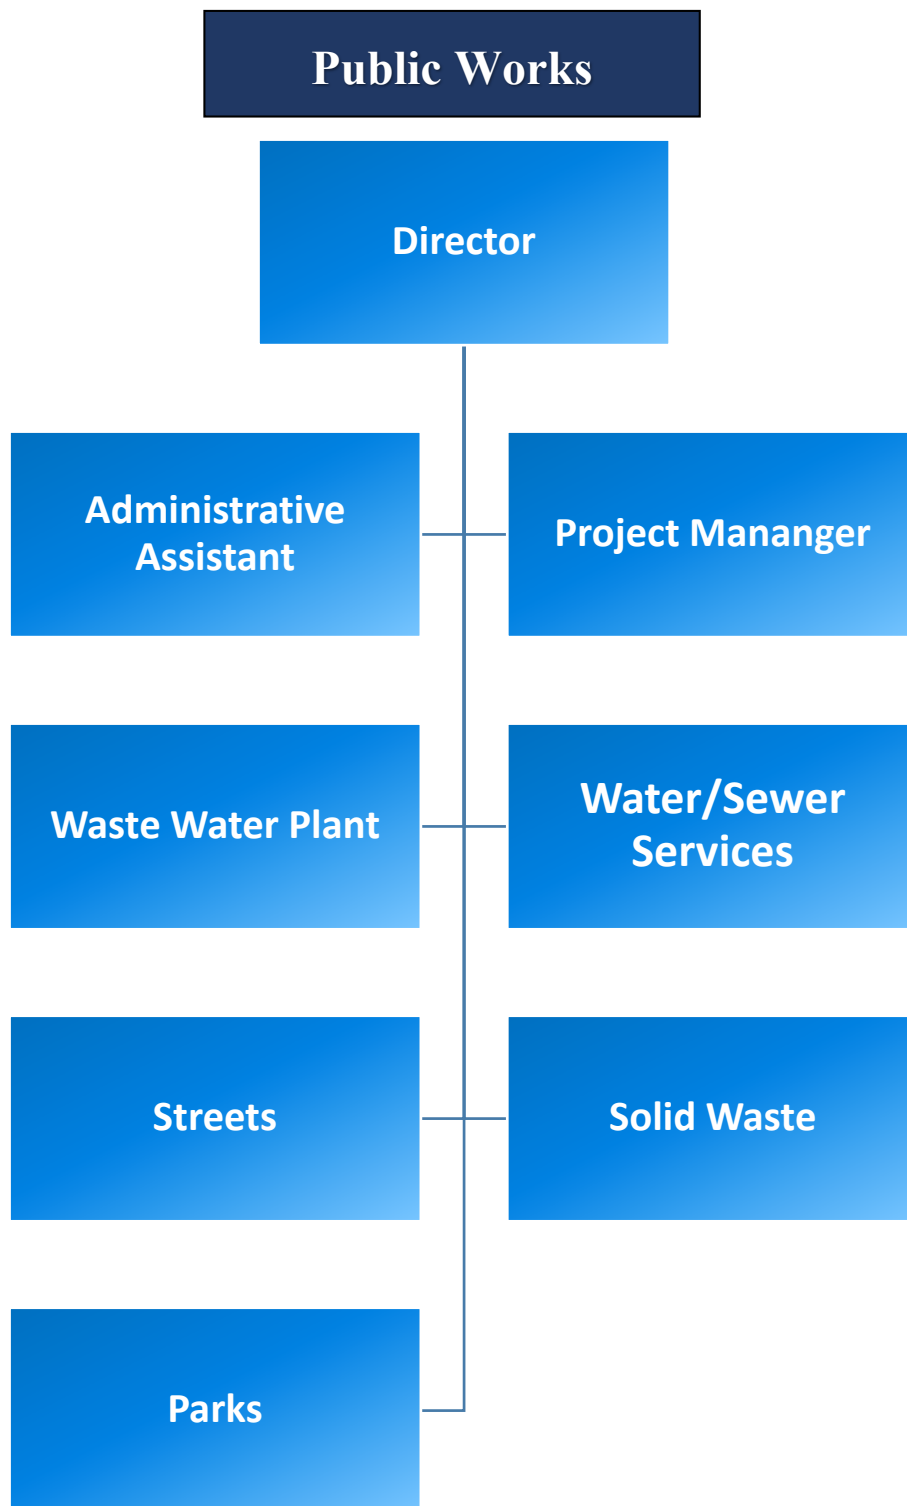 Public Works
Director
Administrative
Assistant
Project Mananger
Waste Water Plant
Water/Sewer
Services
Streets
Solid Waste
Parks